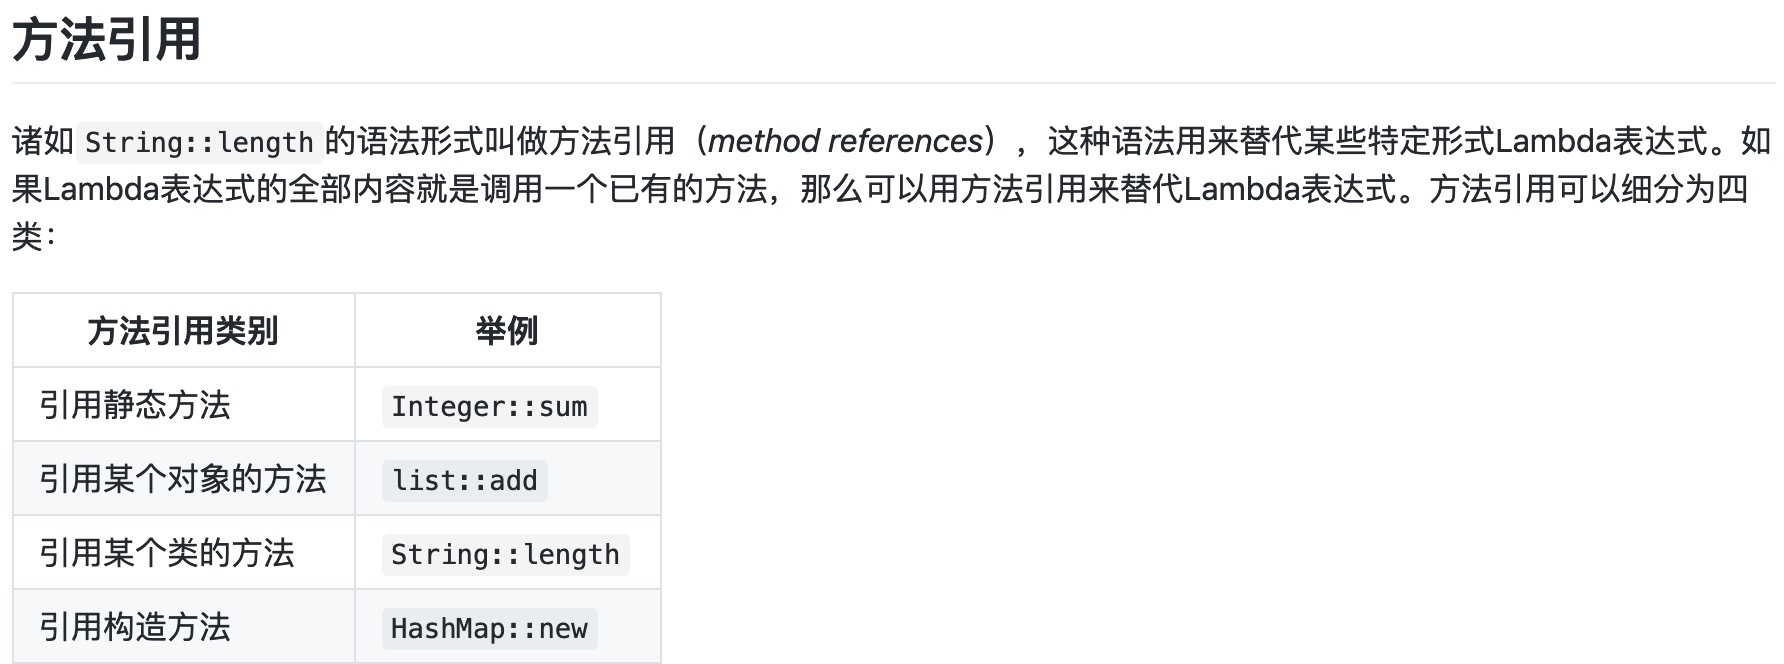 方法引用
诸如String::length的语法形式叫做方法引用（method references），这种语法用来替代某些特定形式Lambda表达式。如
果Lambda表达式的全部内容就是调用一个已有的方法，那么可以用方法引用来替代Lambda表达式。方法引用可以细分为四
类：
方法引用类别 举例
引用静态方法 Integer::sum
引用某个对象的方法 list::add
引用某个类的方法 String::length
引用构造方法 HashMap::new